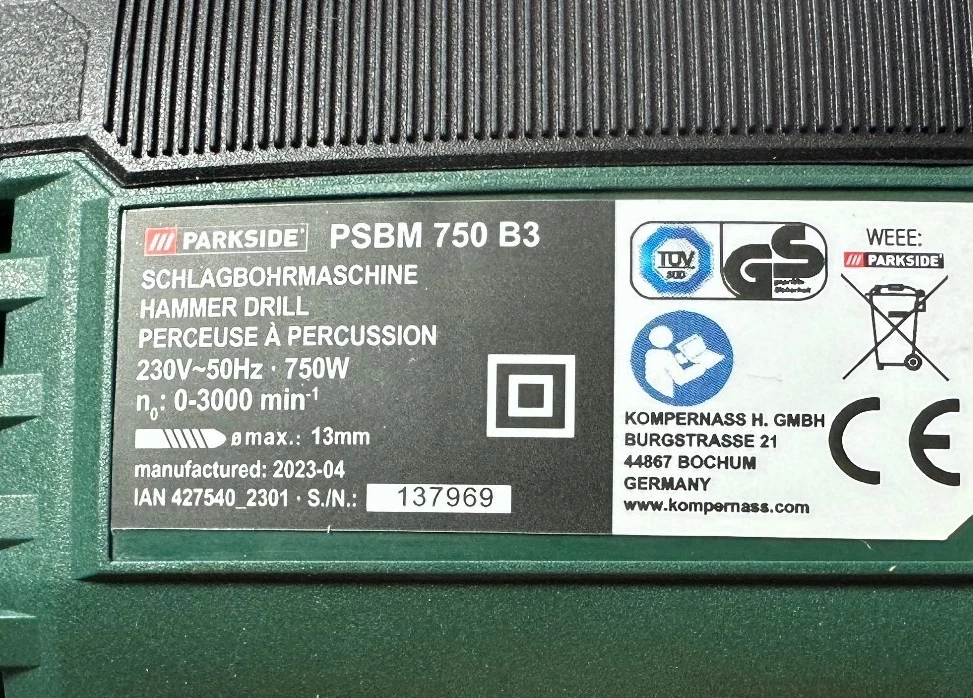 PARKSIDE® PSBM 750 B3
SCHLAGBOHRMASCHINE
HAMMER DRILL
PERCEUSE À PERCUSSION
230V~50Hz · 750W
n₀: 0-3000 min⁻¹
ø max.: 13mm
manufactured: 2023-04
IAN 427540_2301 · S./N.: 137969
TÜV
SÜD
GS
geprüfte
Sicherheit
WEEE:
PARKSIDE®
KOMPERNASS H. GMBH
BURGSTRASSE 21
44867 BOCHUM
GERMANY
www.kompernass.com
CE